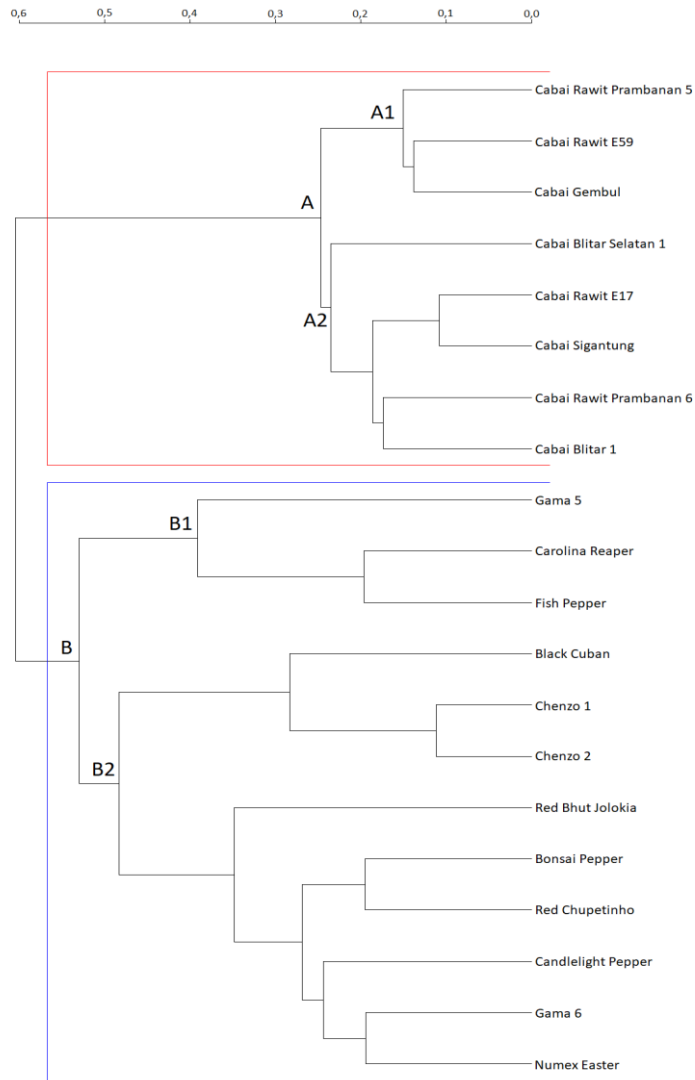 0,6 0,5 0,4 0,3 0,2 0,1 0,0
Cabai Rawit Prambanan 5
A1
Cabai Rawit E59
Cabai Gembul
A
Cabai Blitar Selatan 1
Cabai Rawit E17
A2
Cabai Sigantung
Cabai Rawit Prambanan 6
Cabai Blitar 1
Gama 5
B1
Carolina Reaper
Fish Pepper
B
Black Cuban
Chenzo 1
Chenzo 2
B2
Red Bhut Jolokia
Bonsai Pepper
Red Chupetinho
Candlelight Pepper
Gama 6
Numex Easter